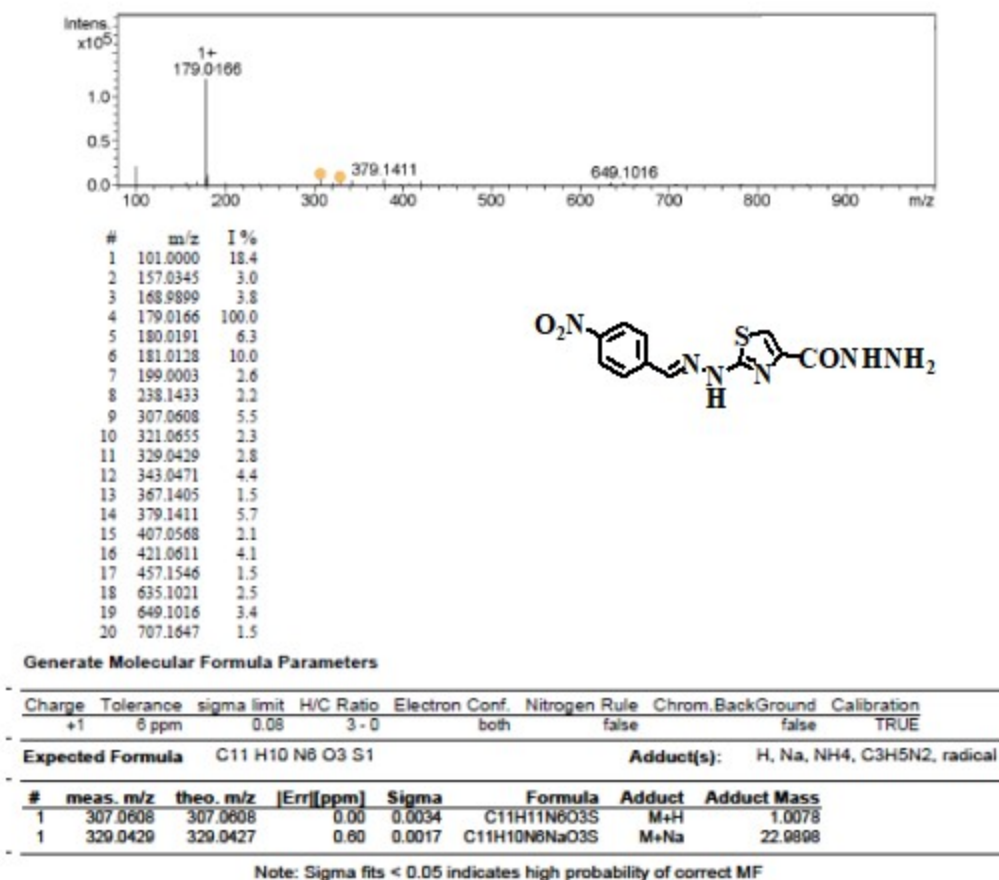 Intens.
x10⁵
1+
179.0166
1.0
0.5
0.0
379.1411
649.1016
100 200 300 400 500 600 700 800 900 m/z
# m/z I %
1 101.0000 18.4
2 157.0345 3.0
3 168.9899 3.8
4 179.0166 100.0
5 180.0191 6.3
6 181.0128 10.0
7 199.0003 2.6
8 238.1433 2.2
9 307.0608 5.5
10 321.0655 2.3
11 329.0429 2.8
12 343.0471 4.4
13 367.1405 1.5
14 379.1411 5.7
15 407.0568 2.1
16 421.0611 4.1
17 457.1546 1.5
18 635.1021 2.5
19 649.1016 3.4
20 707.1647 1.5
O₂N
S
N
N
H
N
CONHNH₂
Generate Molecular Formula Parameters
Charge Tolerance sigma limit H/C Ratio Electron Conf. Nitrogen Rule Chrom.BackGround Calibration
+1 6 ppm 0.08 3 - 0 both false false TRUE
Expected Formula C11 H10 N6 O3 S1 Adduct(s): H, Na, NH4, C3H5N2, radical
# meas. m/z theo. m/z |Err|[ppm] Sigma Formula Adduct Adduct Mass
1 307.0608 307.0608 0.00 0.0034 C11H11N6O3S M+H 1.0078
1 329.0429 329.0427 0.60 0.0017 C11H10N6NaO3S M+Na 22.9898
Note: Sigma fits < 0.05 indicates high probability of correct MF